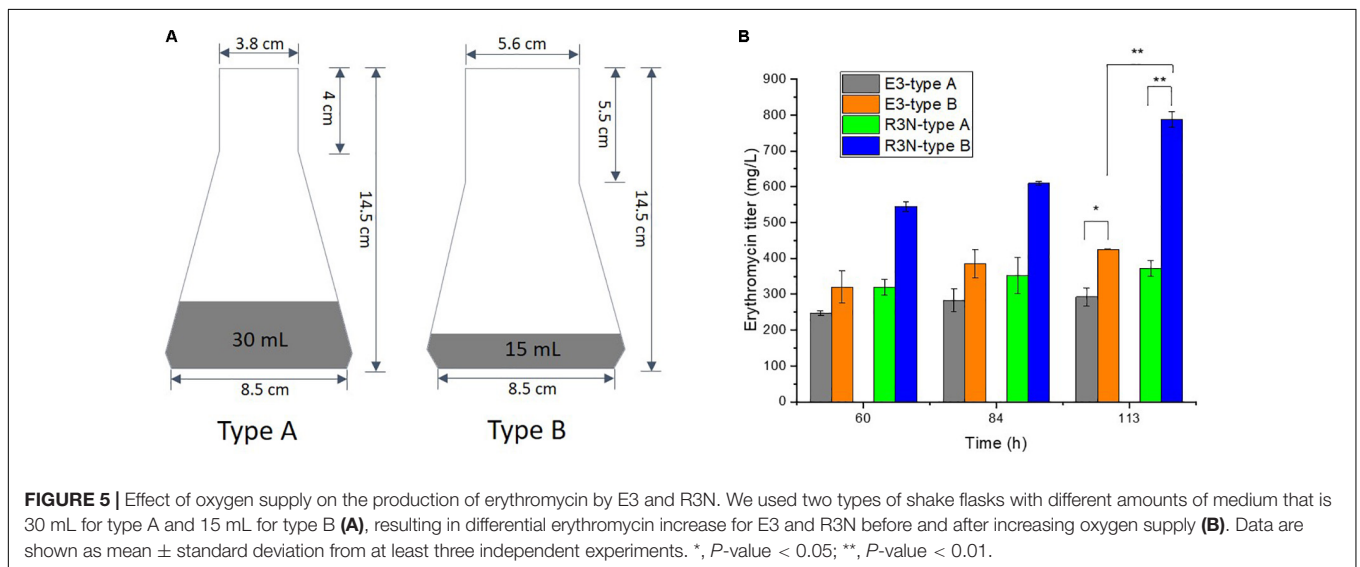 A
3.8 cm
4 cm
14.5 cm
30 mL
8.5 cm
Type A
5.6 cm
5.5 cm
14.5 cm
15 mL
8.5 cm
Type B
B
Erythromycin titer (mg/L)
900
800
700
600
500
400
300
200
100
0
E3-type A
E3-type B
R3N-type A
R3N-type B
**
**
*
60
84
113
Time (h)
FIGURE 5 | Effect of oxygen supply on the production of erythromycin by E3 and R3N. We used two types of shake flasks with different amounts of medium that is
30 mL for type A and 15 mL for type B (A), resulting in differential erythromycin increase for E3 and R3N before and after increasing oxygen supply (B). Data are
shown as mean ± standard deviation from at least three independent experiments. *, P-value < 0.05; **, P-value < 0.01.